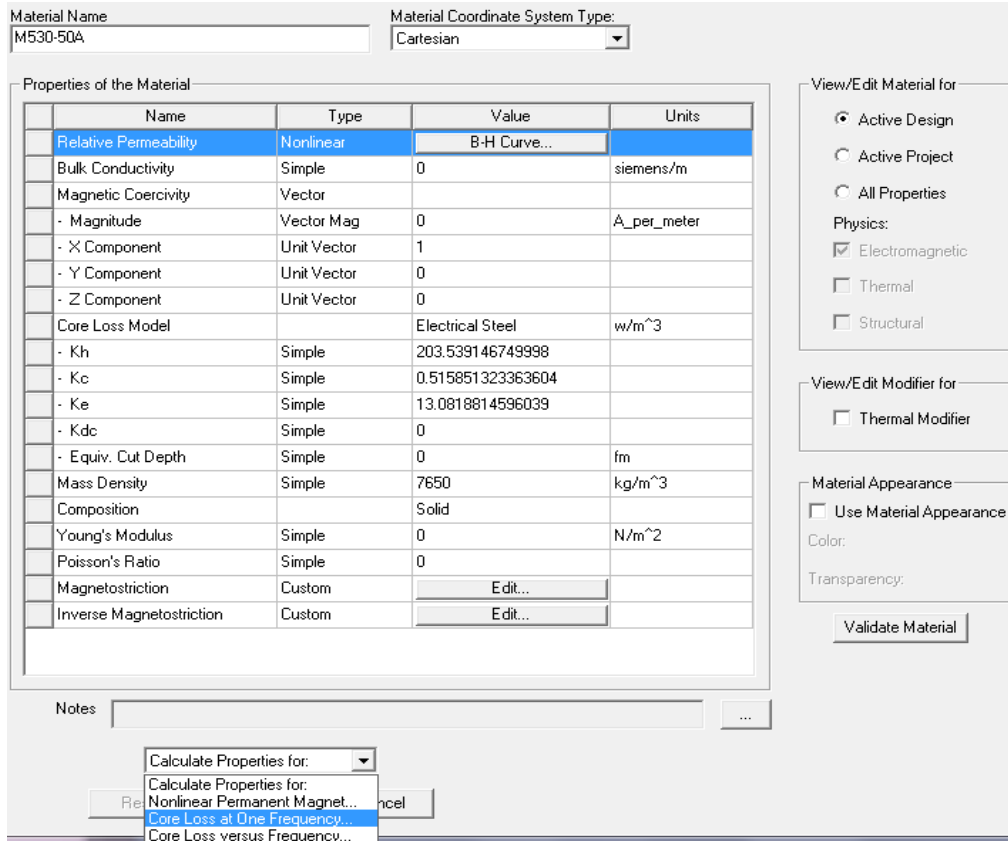 Material Name
Material Coordinate System Type:
M530-50A
Cartesian
Properties of the Material
Name Type Value Units
Relative Permeability Nonlinear B-H Curve...
Bulk Conductivity Simple 0 siemens/m
Magnetic Coercivity Vector
- Magnitude Vector Mag 0 A_per_meter
- X Component Unit Vector 1
- Y Component Unit Vector 0
- Z Component Unit Vector 0
Core Loss Model Electrical Steel w/m^3
- Kh Simple 203.539146749998
- Kc Simple 0.515851323363604
- Ke Simple 13.0818814596039
- Kdc Simple 0
- Equiv. Cut Depth Simple 0 fm
Mass Density Simple 7650 kg/m^3
Composition Solid
Young's Modulus Simple 0 N/m^2
Poisson's Ratio Simple 0
Magnetostriction Custom Edit...
Inverse Magnetostriction Custom Edit...
View/Edit Material for
Active Design
Active Project
All Properties
Physics:
Electromagnetic
Thermal
Structural
View/Edit Modifier for
Thermal Modifier
Material Appearance
Use Material Appearance
Color:
Transparency:
Validate Material
Notes
...
Calculate Properties for:
Calculate Properties for:
Nonlinear Permanent Magnet...
Core Loss at One Frequency...
Core Loss versus Frequency...